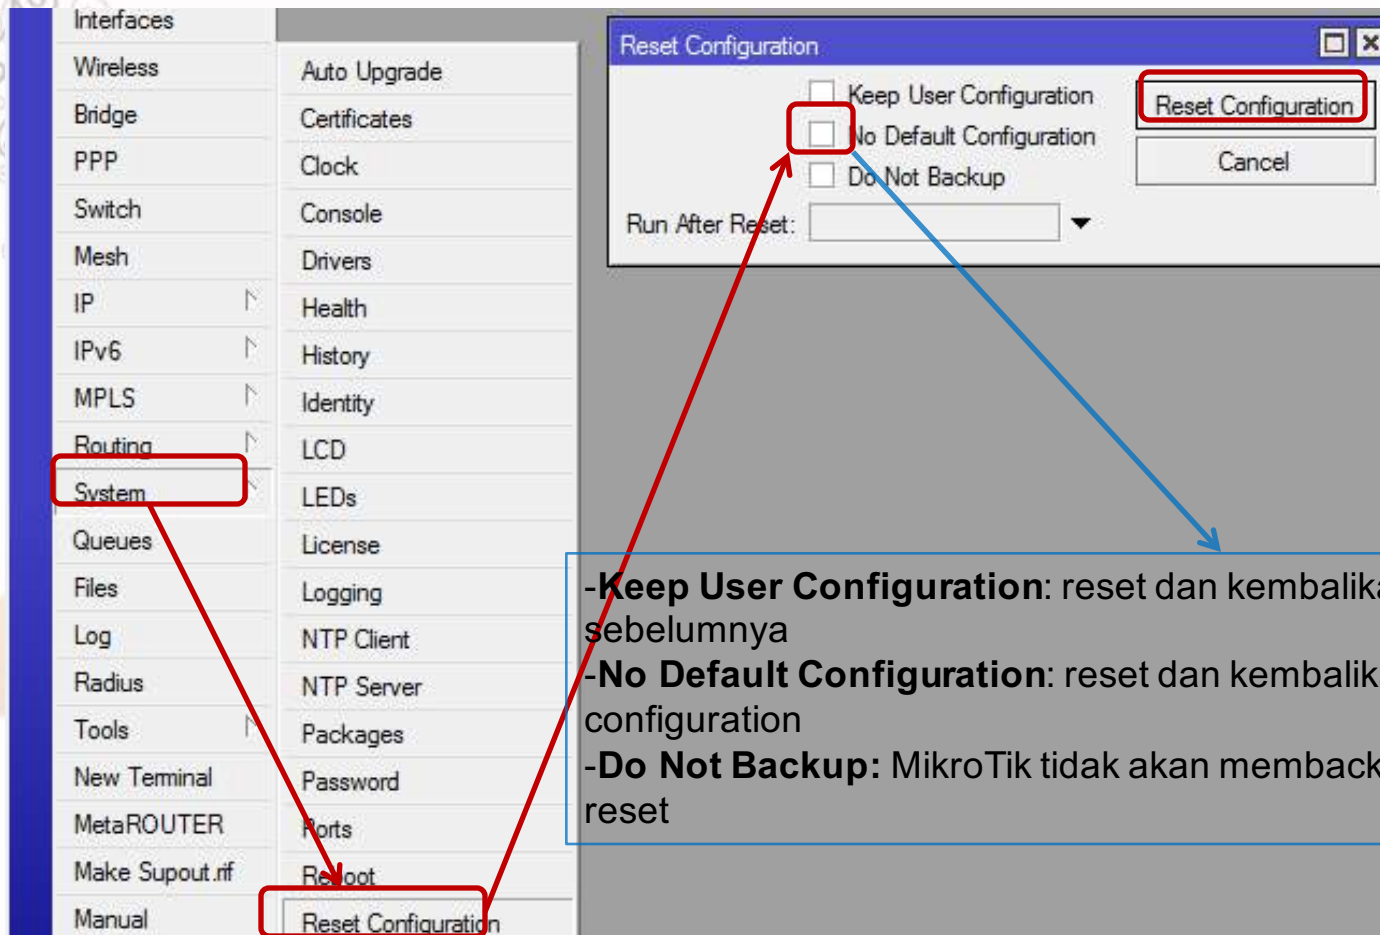 Interfaces
Wireless
Bridge
PPP
Switch
Mesh
IP
IPv6
MPLS
Routing
System
Queues
Files
Log
Radius
Tools
New Terminal
MetaROUTER
Make Supout.rif
Manual
Auto Upgrade
Certificates
Clock
Console
Drivers
Health
History
Identity
LCD
LEDs
License
Logging
NTP Client
NTP Server
Packages
Password
Ports
Reboot
Reset Configuration
Reset Configuration
Keep User Configuration
No Default Configuration
Do Not Backup
Run After Reset:
Reset Configuration
Cancel
-Keep User Configuration: reset dan kembalika
sebelumnya
-No Default Configuration: reset dan kembalik
configuration
-Do Not Backup: MikroTik tidak akan memback
reset